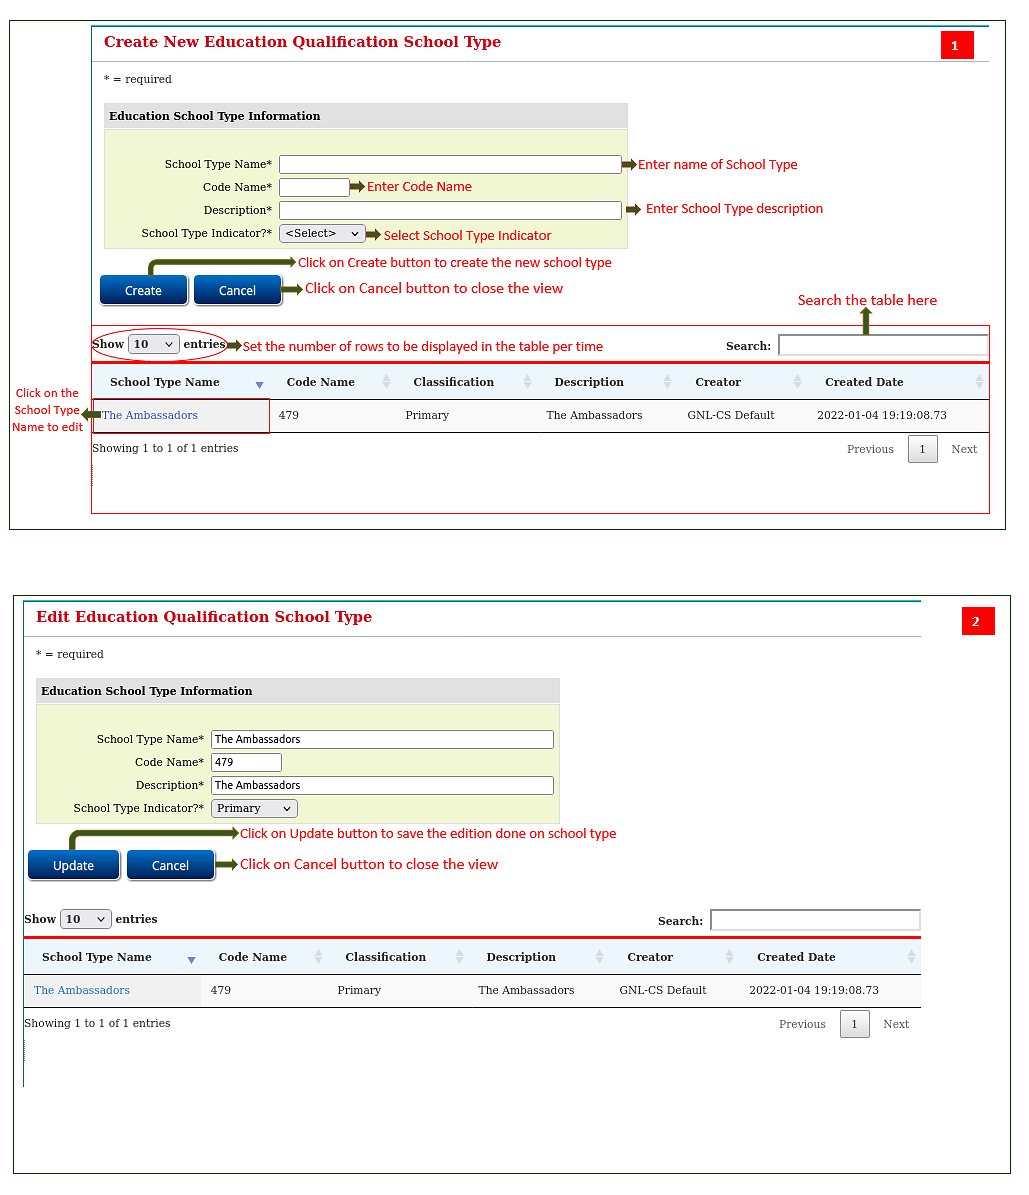 Create New Education Qualification School Type
1
* = required
Education School Type Information
School Type Name*
Enter name of School Type
Code Name*
Enter Code Name
Description*
Enter School Type description
School Type Indicator?* <Select>
Select School Type Indicator
Click on Create button to create the new school type
Create Cancel
Click on Cancel button to close the view
Search the table here
Show 10 entries
Set the number of rows to be displayed in the table per time
Search:
School Type Name Code Name Classification Description Creator Created Date
Click on the
School Type
Name to edit
The Ambassadors 479 Primary The Ambassadors GNL-CS Default 2022-01-04 19:19:08.73
Showing 1 to 1 of 1 entries
Previous 1 Next
Edit Education Qualification School Type
2
* = required
Education School Type Information
School Type Name* The Ambassadors
Code Name* 479
Description* The Ambassadors
School Type Indicator?* Primary
Click on Update button to save the edition done on school type
Update Cancel
Click on Cancel button to close the view
Show 10 entries
Search:
School Type Name Code Name Classification Description Creator Created Date
The Ambassadors 479 Primary The Ambassadors GNL-CS Default 2022-01-04 19:19:08.73
Showing 1 to 1 of 1 entries
Previous 1 Next